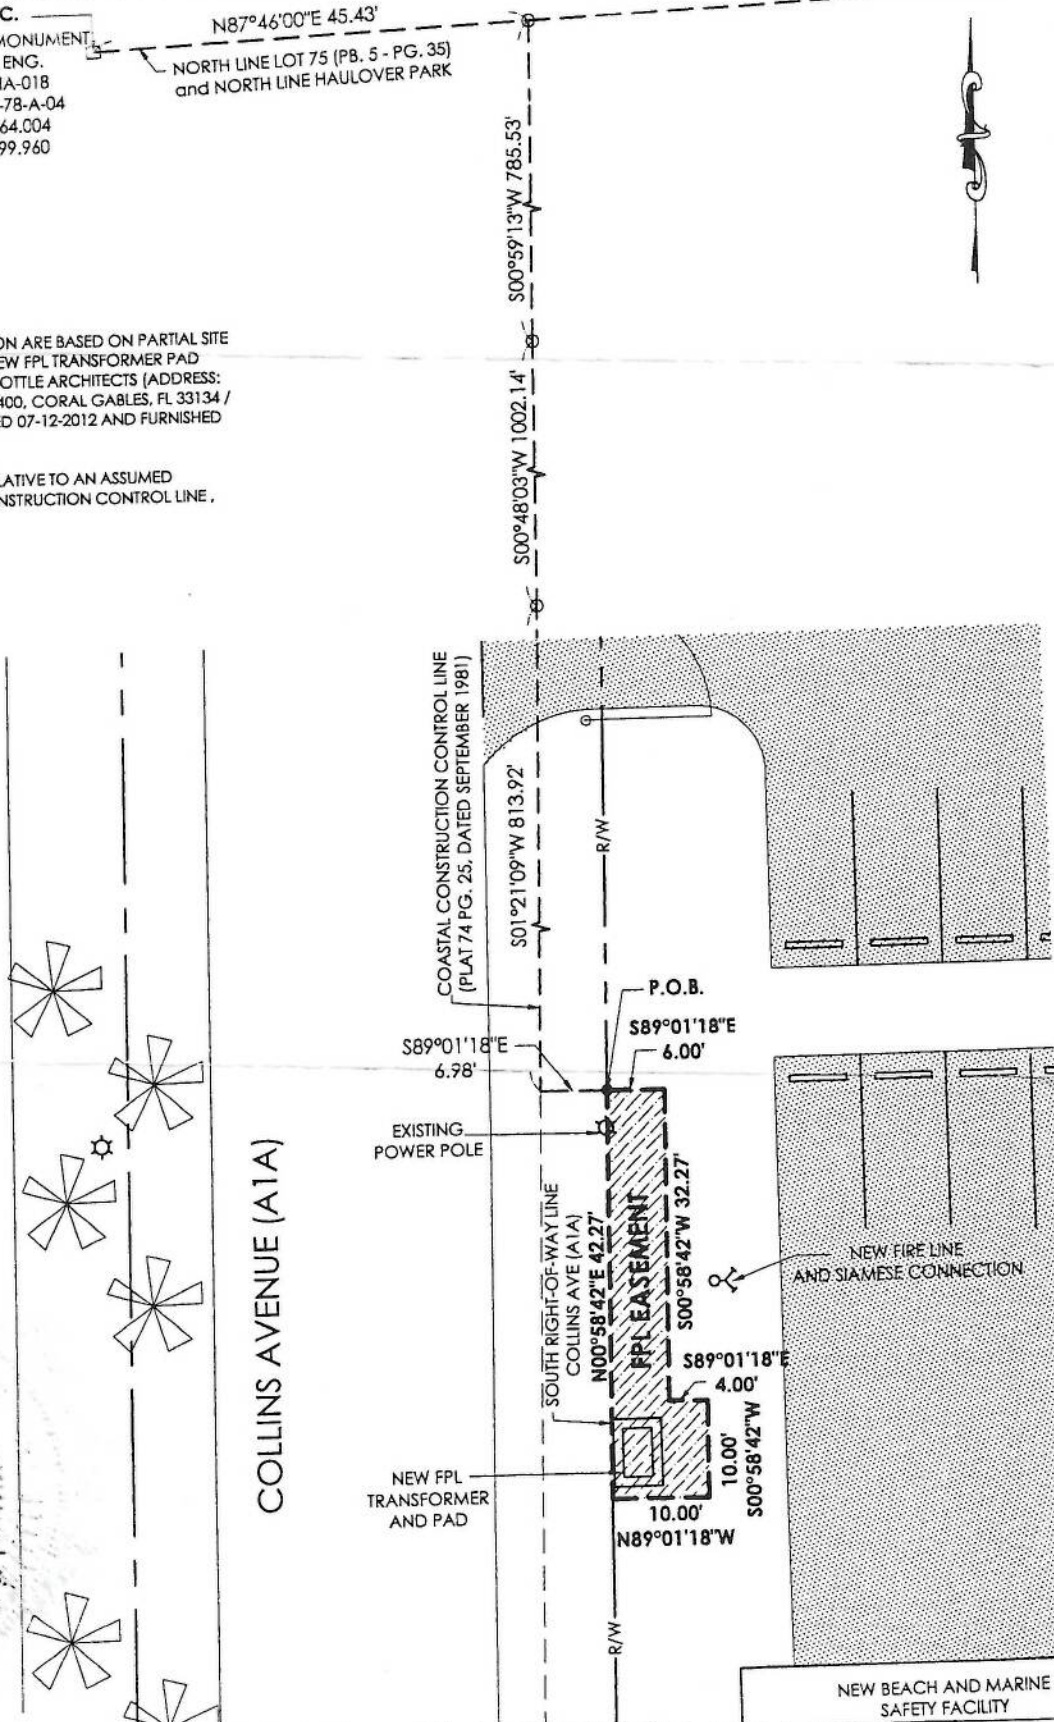 C.
MONUMENT
ENG.
-78-A-04
64.004
99.960
N87°46'00"E 45.43'
NORTH LINE LOT 75 (PB. 5 - PG. 35)
and NORTH LINE HAULOVER PARK
S00°59'13"W 785.53'
ON ARE BASED ON PARTIAL SITE
EW FPL TRANSFORMER PAD
OTTLE ARCHITECTS (ADDRESS:
400, CORAL GABLES, FL 33134 /
ED 07-12-2012 AND FURNISHED
LATIVE TO AN ASSUMED
NSTRUCTION CONTROL LINE .
S00°48'03"W 1002.14'
COASTAL CONSTRUCTION CONTROL LINE
(PLAT 74 PG. 25, DATED SEPTEMBER 1981)
S01°21'09"W 813.92'
R/W
P.O.B.
S89°01'18"E
6.00'
S89°01'18"E
6.98'
EXISTING
POWER POLE
COLLINS AVENUE (A1A)
SOUTH RIGHT-OF-WAY LINE
COLLINS AVE (A1A)
N00°58'42"E 42.27'
FPL EASEMENT
S00°58'42"W 32.27'
NEW FIRE LINE
AND SIAMESE CONNECTION
S89°01'18"E
4.00'
10.00'
S00°58'42"W
NEW FPL
TRANSFORMER
AND PAD
10.00'
N89°01'18"W
R/W
NEW BEACH AND MARINE
SAFETY FACILITY